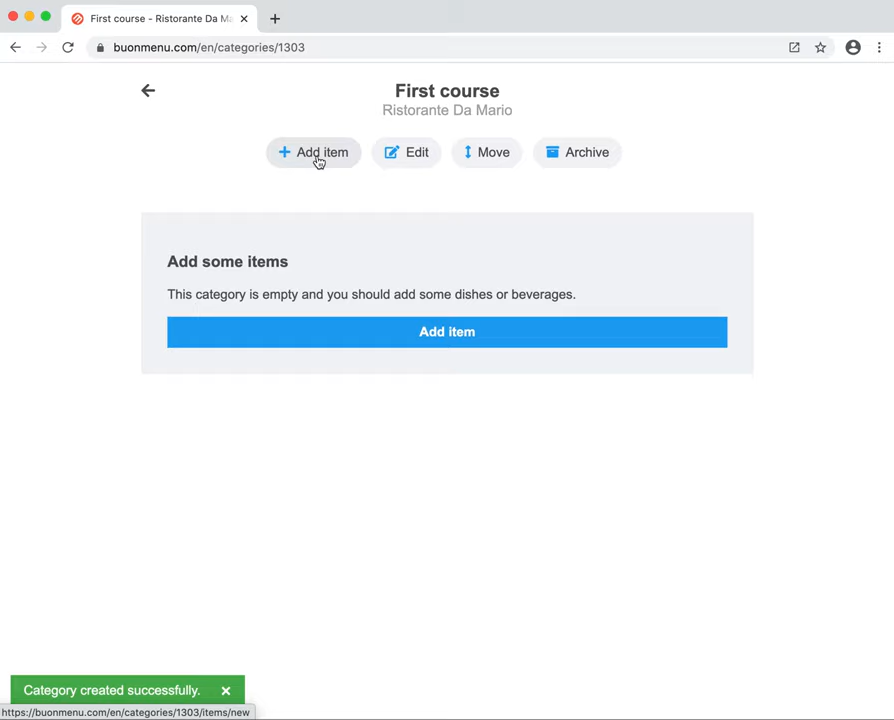 First course - Ristorante Da Ma
buonmenu.com/en/categories/1303
First course
Ristorante Da Mario
Add item
Edit
Move
Archive
Add some items
This category is empty and you should add some dishes or beverages.
Add item
Category created successfully.
https://buonmenu.com/en/categories/1303/items/new